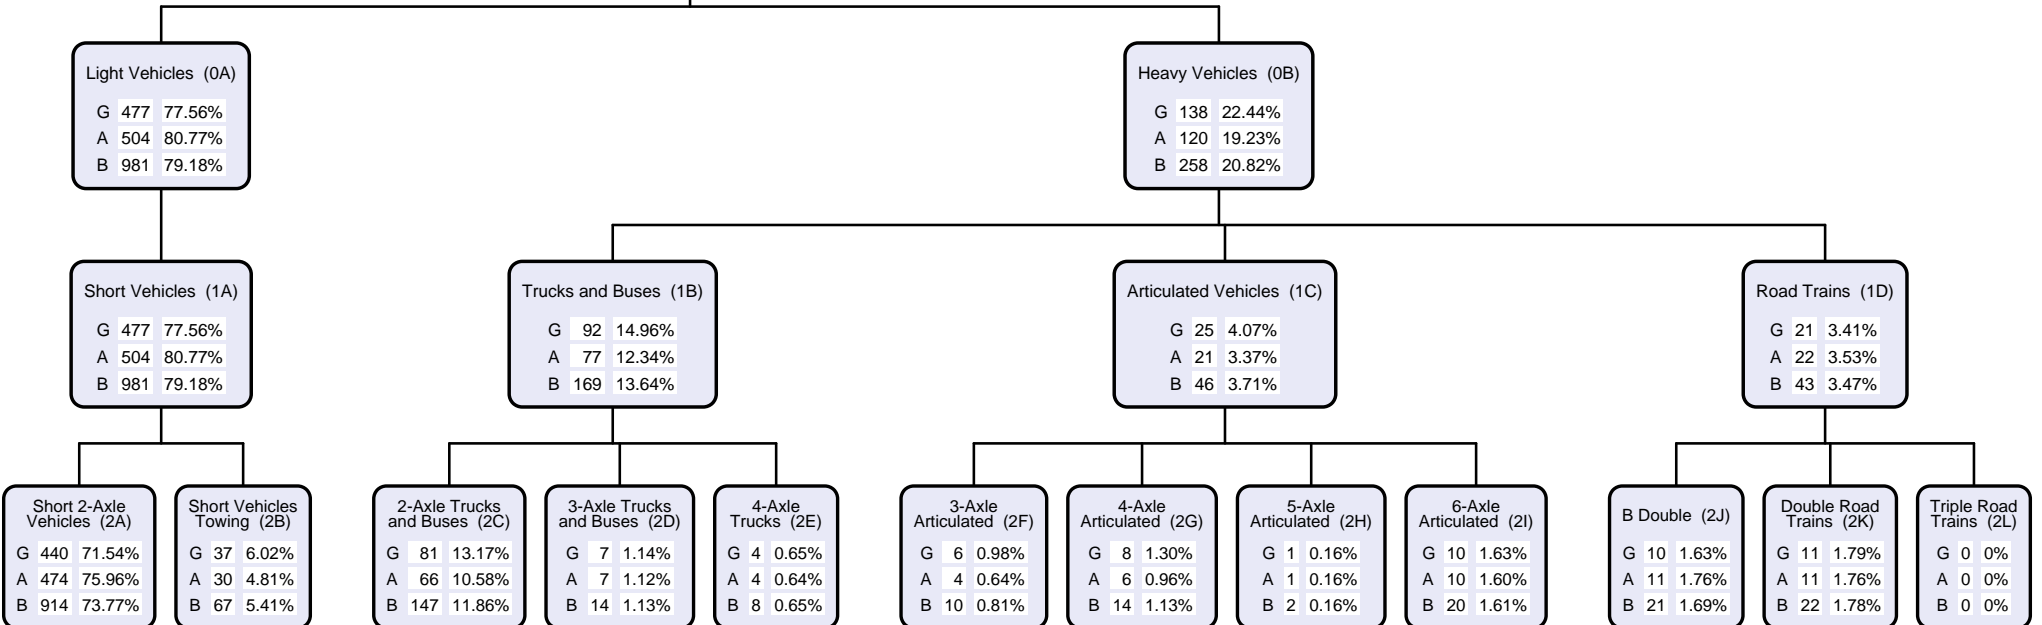 Light Vehicles (0A)
G 477 77.56%
A 504 80.77%
B 981 79.18%
Heavy Vehicles (0B)
G 138 22.44%
A 120 19.23%
B 258 20.82%
Short Vehicles (1A)
G 477 77.56%
A 504 80.77%
B 981 79.18%
Trucks and Buses (1B)
G 92 14.96%
A 77 12.34%
B 169 13.64%
Articulated Vehicles (1C)
G 25 4.07%
A 21 3.37%
B 46 3.71%
Road Trains (1D)
G 21 3.41%
A 22 3.53%
B 43 3.47%
Short 2-Axle
Vehicles (2A)
G 440 71.54%
A 474 75.96%
B 914 73.77%
Short Vehicles
Towing (2B)
G 37 6.02%
A 30 4.81%
B 67 5.41%
2-Axle Trucks
and Buses (2C)
G 81 13.17%
A 66 10.58%
B 147 11.86%
3-Axle Trucks
and Buses (2D)
G 7 1.14%
A 7 1.12%
B 14 1.13%
4-Axle
Trucks (2E)
G 4 0.65%
A 4 0.64%
B 8 0.65%
3-Axle
Articulated (2F)
G 6 0.98%
A 4 0.64%
B 10 0.81%
4-Axle
Articulated (2G)
G 8 1.30%
A 6 0.96%
B 14 1.13%
5-Axle
Articulated (2H)
G 1 0.16%
A 1 0.16%
B 2 0.16%
6-Axle
Articulated (2I)
G 10 1.63%
A 10 1.60%
B 20 1.61%
B Double (2J)
G 10 1.63%
A 11 1.76%
B 21 1.69%
Double Road
Trains (2K)
G 11 1.79%
A 11 1.76%
B 22 1.78%
Triple Road
Trains (2L)
G 0 0%
A 0 0%
B 0 0%